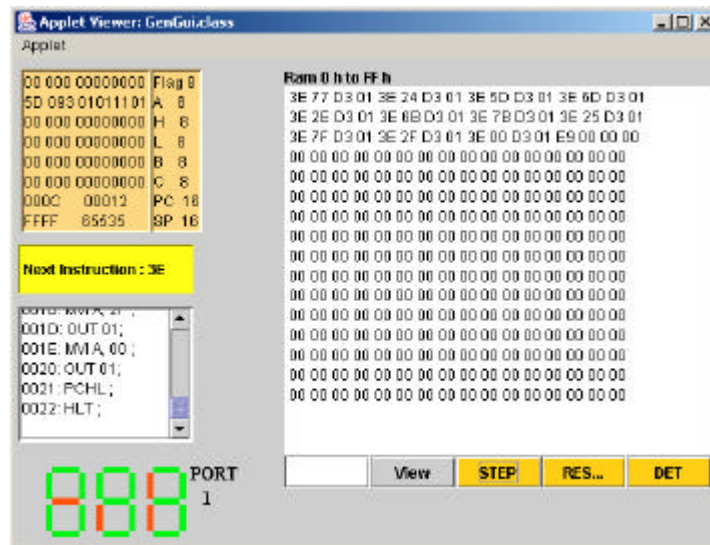 Applet Viewer: GenGui.class
Applet
00 000 00000000 Flag 8
5D 093 01011101 A 8
00 000 00000000 H 8
00 000 00000000 L 8
00 000 00000000 B 8
00 000 00000000 C 8
000C 00012 PC 16
FFFF 65535 SP 16
Next Instruction : 3E
001D: OUT 01;
001E: MVI A, 00 ;
0020: OUT 01;
0021: PCHL ;
0022: HLT ;
PORT
1
Ram 0 h to FF h
3E 77 D3 01 3E 24 D3 01 3E 5D D3 01 3E 6D D3 01
3E 2E D3 01 3E 6B D3 01 3E 7B D3 01 3E 25 D3 01
3E 7F D3 01 3E 2F D3 01 3E 00 D3 01 E9 00 00 00
00 00 00 00 00 00 00 00 00 00 00 00 00 00 00 00
00 00 00 00 00 00 00 00 00 00 00 00 00 00 00 00
00 00 00 00 00 00 00 00 00 00 00 00 00 00 00 00
00 00 00 00 00 00 00 00 00 00 00 00 00 00 00 00
00 00 00 00 00 00 00 00 00 00 00 00 00 00 00 00
00 00 00 00 00 00 00 00 00 00 00 00 00 00 00 00
00 00 00 00 00 00 00 00 00 00 00 00 00 00 00 00
00 00 00 00 00 00 00 00 00 00 00 00 00 00 00 00
00 00 00 00 00 00 00 00 00 00 00 00 00 00 00 00
00 00 00 00 00 00 00 00 00 00 00 00 00 00 00 00
00 00 00 00 00 00 00 00 00 00 00 00 00 00 00 00
00 00 00 00 00 00 00 00 00 00 00 00 00 00 00 00
00 00 00 00 00 00 00 00 00 00 00 00 00 00 00 00
View STEP RES... DET